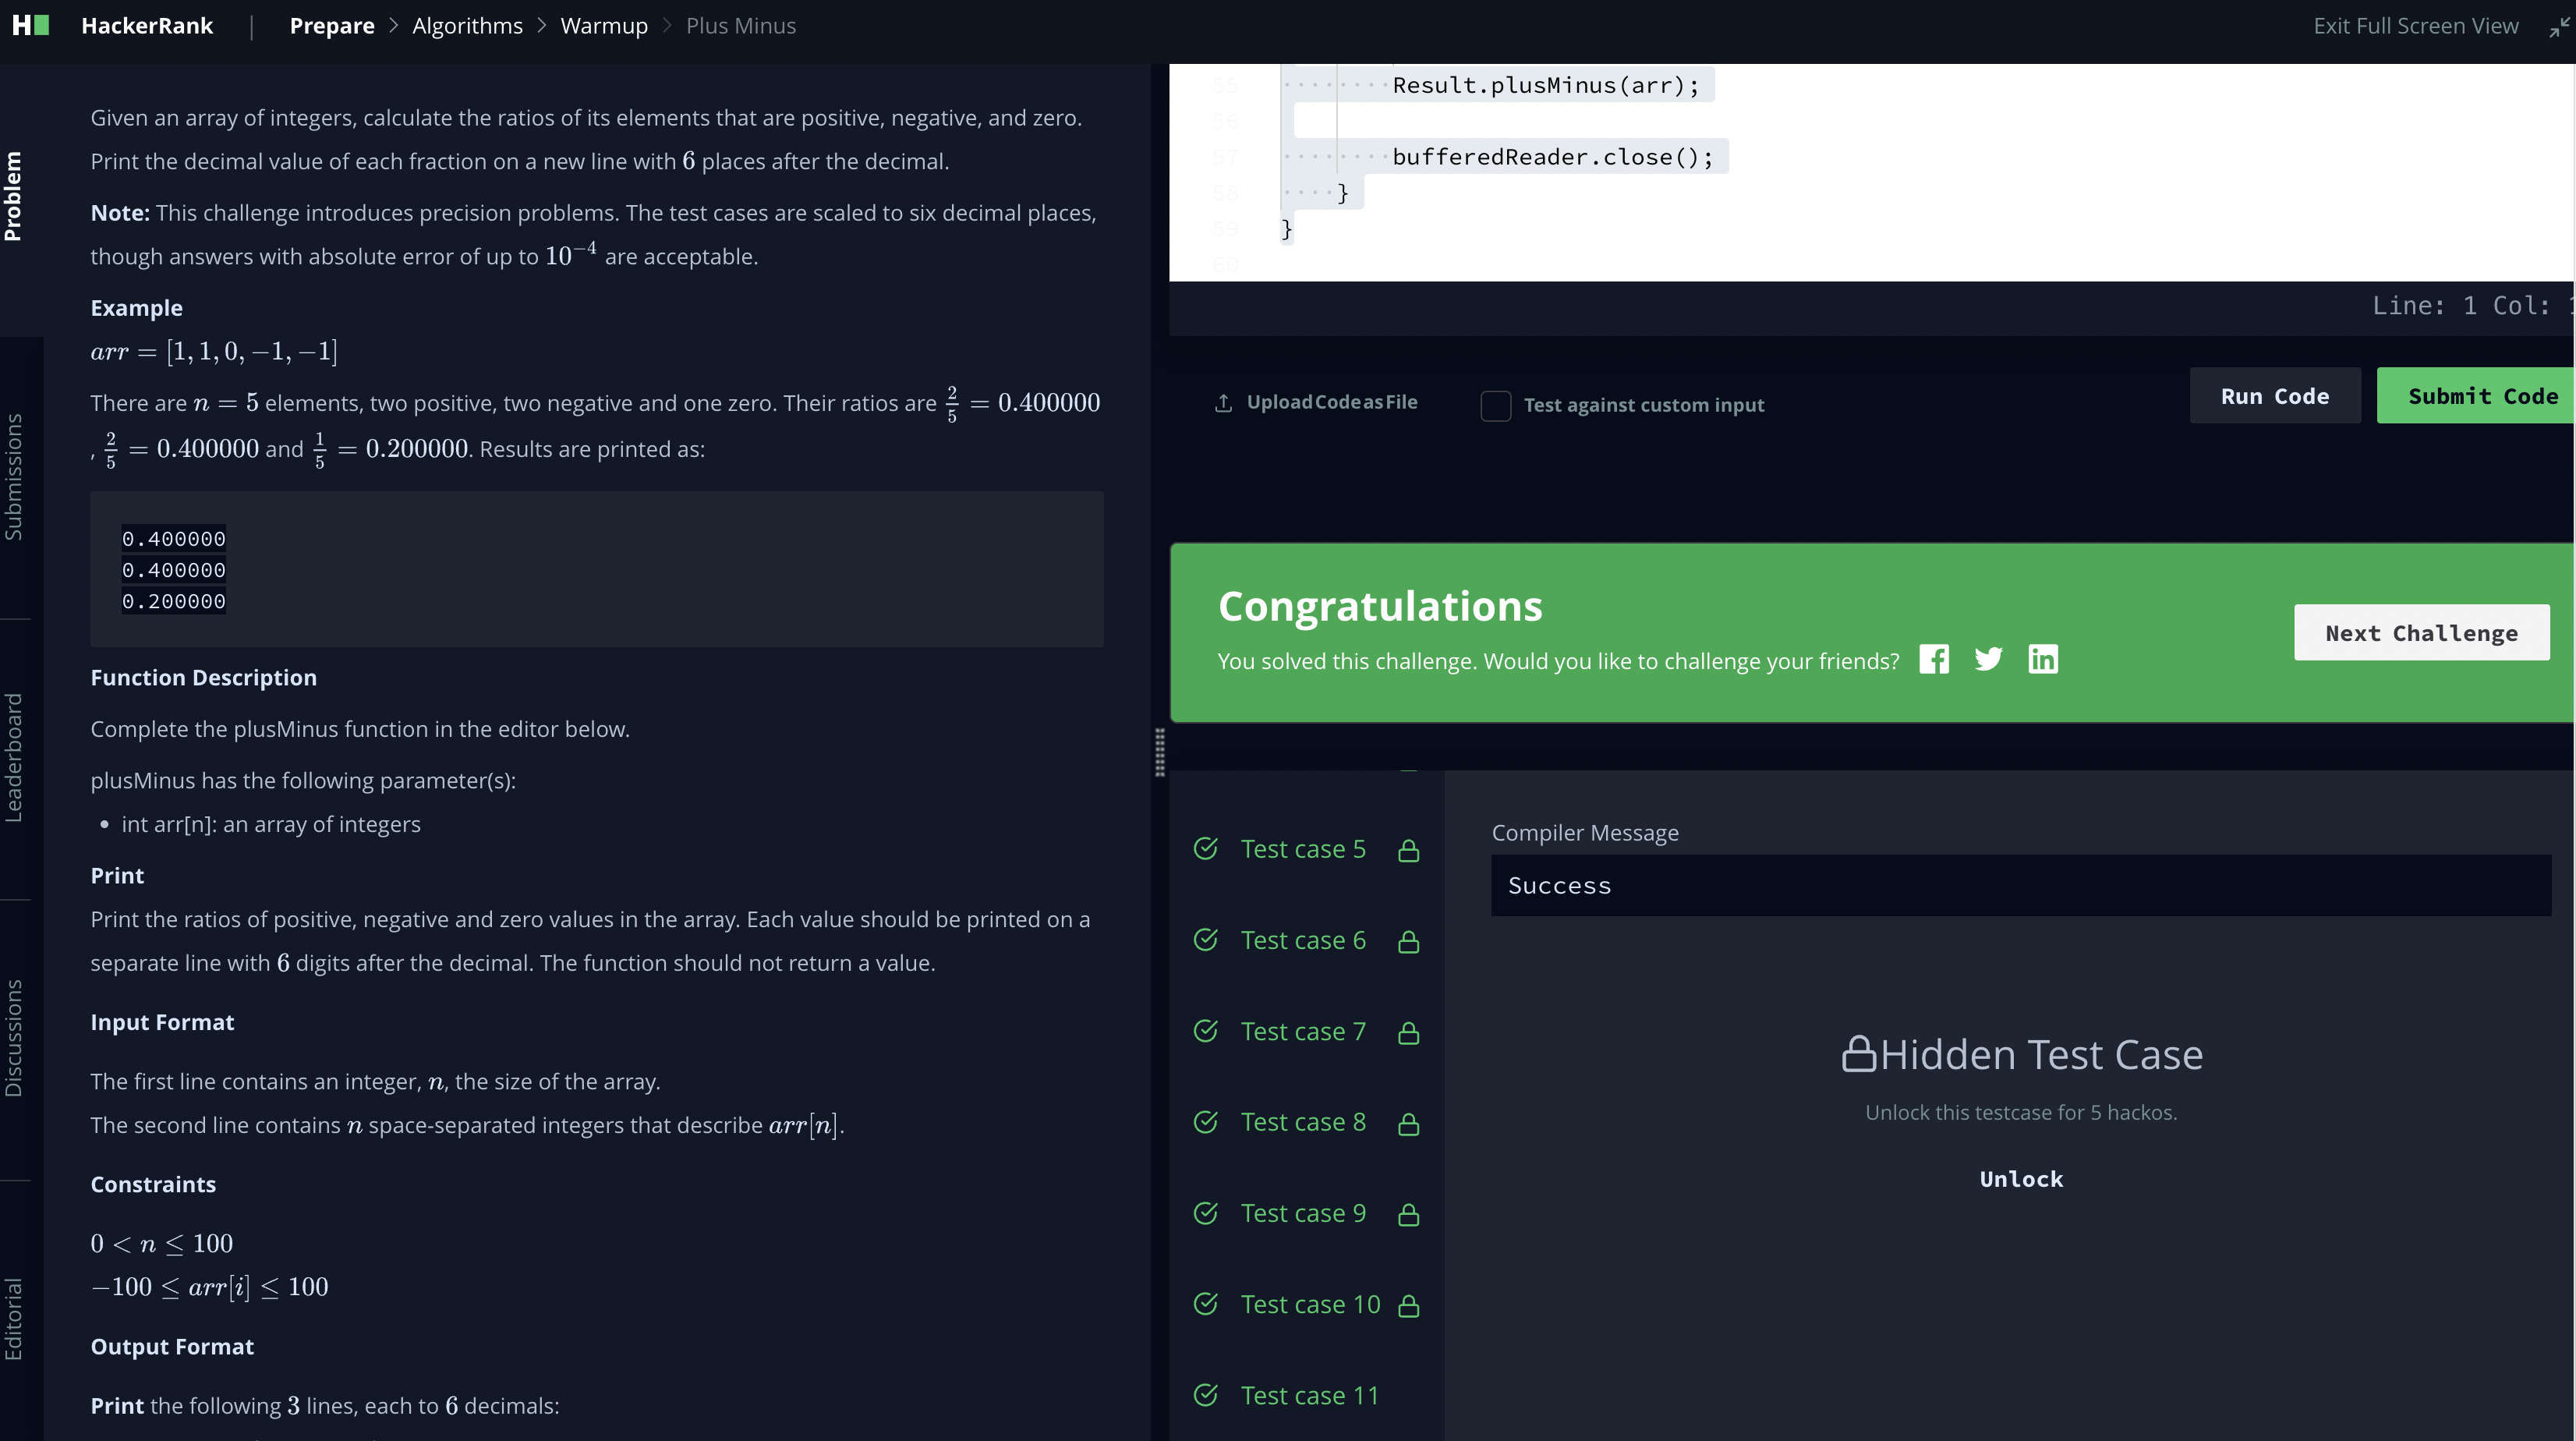 HackerRank | Prepare > Algorithms > Warmup > Plus Minus
Exit Full Screen View
Problem
Submissions
Leaderboard
Discussions
Editorial
Given an array of integers, calculate the ratios of its elements that are positive, negative, and zero.
Print the decimal value of each fraction on a new line with 6 places after the decimal.
Note: This challenge introduces precision problems. The test cases are scaled to six decimal places,
though answers with absolute error of up to 10⁻⁴ are acceptable.
Example
arr = [1, 1, 0, −1, −1]
There are n = 5 elements, two positive, two negative and one zero. Their ratios are 2/5 = 0.400000
, 2/5 = 0.400000 and 1/5 = 0.200000. Results are printed as:
0.400000
0.400000
0.200000
Function Description
Complete the plusMinus function in the editor below.
plusMinus has the following parameter(s):
• int arr[n]: an array of integers
Print
Print the ratios of positive, negative and zero values in the array. Each value should be printed on a
separate line with 6 digits after the decimal. The function should not return a value.
Input Format
The first line contains an integer, n, the size of the array.
The second line contains n space-separated integers that describe arr[n].
Constraints
0 < n ≤ 100
−100 ≤ arr[i] ≤ 100
Output Format
Print the following 3 lines, each to 6 decimals:
55 Result.plusMinus(arr);
56
57 bufferedReader.close();
58 }
59 }
60
Line: 1 Col: 1
Upload Code as File
Test against custom input
Run Code
Submit Code
Congratulations
You solved this challenge. Would you like to challenge your friends?
Next Challenge
Test case 5
Test case 6
Test case 7
Test case 8
Test case 9
Test case 10
Test case 11
Compiler Message
Success
Hidden Test Case
Unlock this testcase for 5 hackos.
Unlock